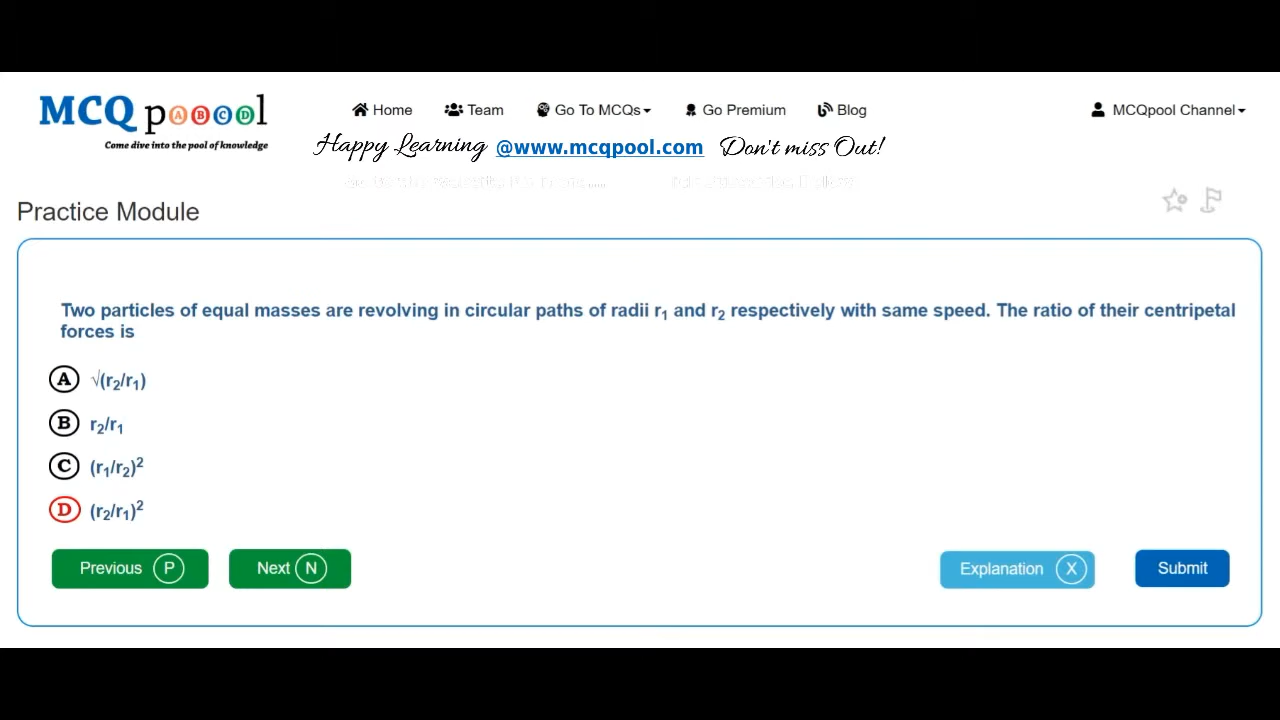 MCQ pooool
Come dive into the pool of knowledge
Home Team Go To MCQs Go Premium Blog MCQpool Channel
Happy Learning @www.mcqpool.com Don't miss Out!
Practice Module
Two particles of equal masses are revolving in circular paths of radii r₁ and r₂ respectively with same speed. The ratio of their centripetal
forces is
A √(r₂/r₁)
B r₂/r₁
C (r₁/r₂)²
D (r₂/r₁)²
Previous P Next N Explanation X Submit